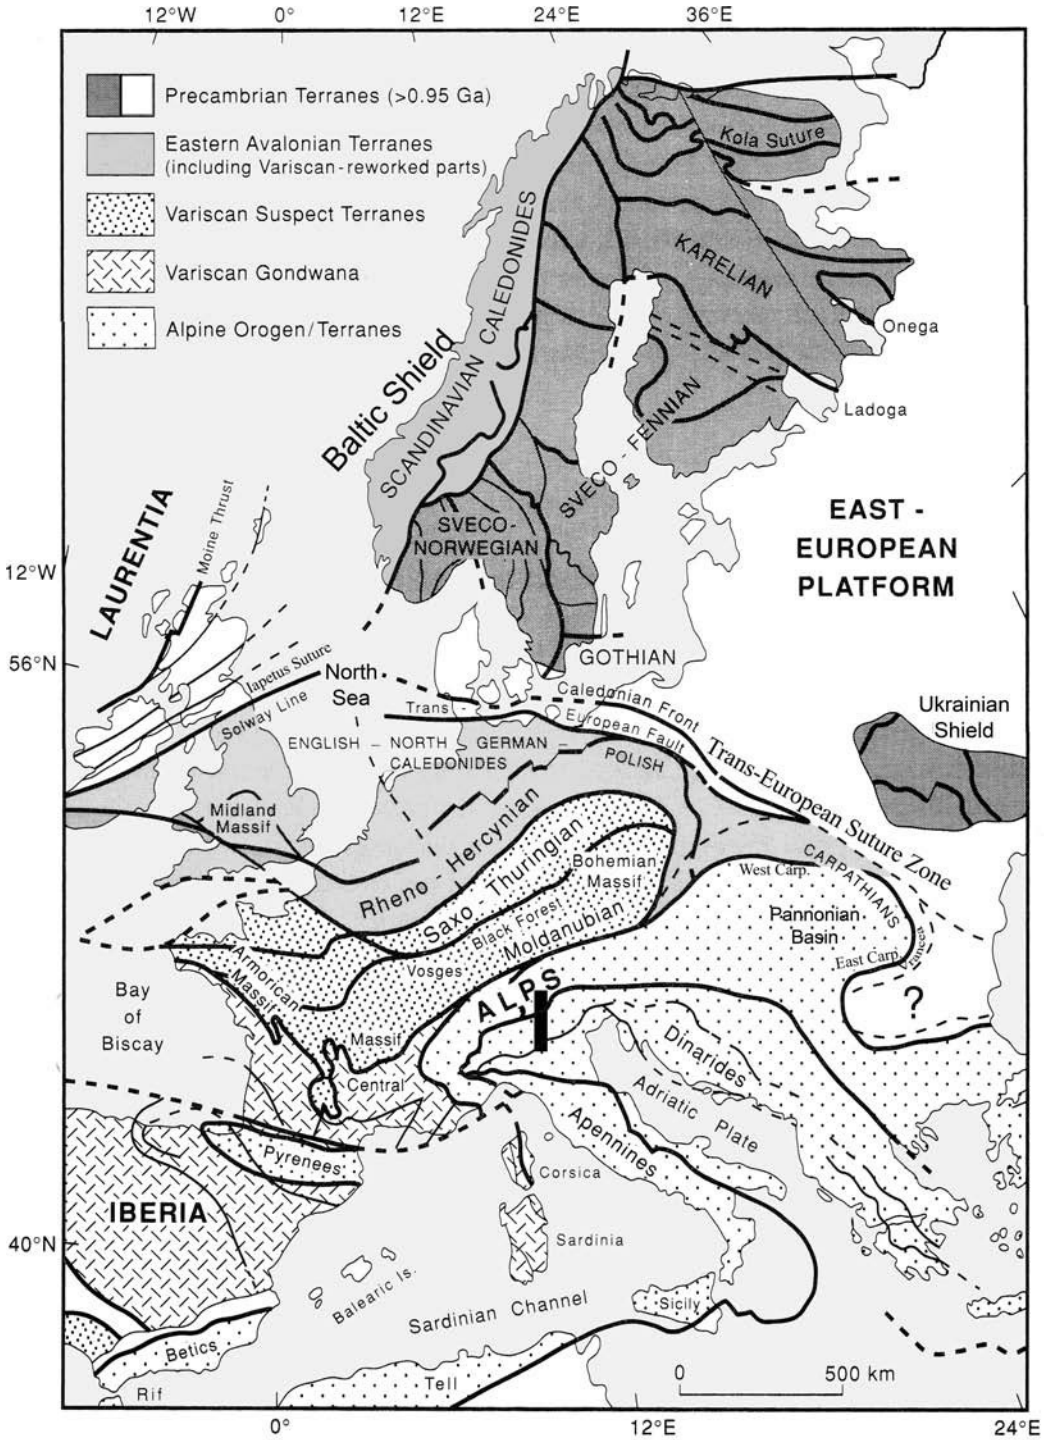 12°W 0° 12°E 24°E 36°E
Precambrian Terranes (>0.95 Ga)
Eastern Avalonian Terranes
(including Variscan-reworked parts)
Variscan Suspect Terranes
Variscan Gondwana
Alpine Orogen/Terranes
Kola Suture
KARELIAN
Onega
Ladoga
SCANDINAVIAN CALEDONIDES
Baltic Shield
SVECO-FENNIAN
SVECO-
NORWEGIAN
EAST-
EUROPEAN
PLATFORM
LAURENTIA
Moine Thrust
12°W
56°N
Iapetus Suture
Solway Line
North
Sea
GOTHIAN
Caledonian Front
Trans-
European Fault
Ukrainian
Shield
ENGLISH – NORTH GERMAN –
CALEDONIDES
POLISH
Trans-European Suture Zone
Midland
Massif
Rheno-Hercynian
Saxo-Thuringian
Bohemian
Massif
Black Forest
Moldanubian
Vosges
CARPATHIANS
West Carp.
Pannonian
Basin
East Carp.
Vrancea
?
Armorican
Massif
Bay
of
Biscay
ALPS
Massif
Central
Dinarides
Adriatic
Plate
Apennines
Pyrenees
Corsica
IBERIA
40°N
Sardinia
Balearic Is.
Sardinian Channel
Sicily
Betics
Rif
Tell
0 500 km
0° 12°E 24°E